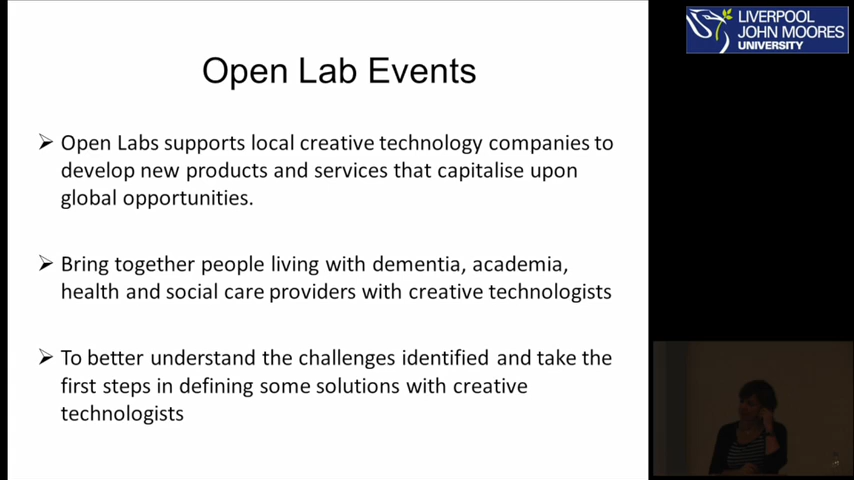 Open Lab Events
➢ Open Labs supports local creative technology companies to
develop new products and services that capitalise upon
global opportunities.
➢ Bring together people living with dementia, academia,
health and social care providers with creative technologists
➢ To better understand the challenges identified and take the
first steps in defining some solutions with creative
technologists
LIVERPOOL
JOHN MOORES
UNIVERSITY